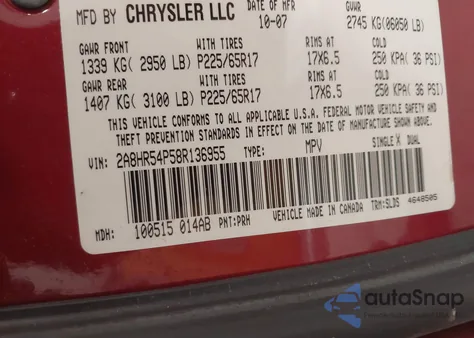 MFD BY CHRYSLER LLC DATE OF MFR 10-07 GVWR 2745 KG(06050 LB)
GAWR FRONT WITH TIRES RIMS AT COLD
1339 KG( 2950 LB) P225/65R17 17X6.5 250 KPA( 36 PSI)
GAWR REAR WITH TIRES RIMS AT COLD
1407 KG( 3100 LB) P225/65R17 17X6.5 250 KPA( 36 PSI)
THIS VEHICLE CONFORMS TO ALL APPLICABLE U.S.A. FEDERAL MOTOR VEHICLE SAFETY AND
THEFT PREVENTION STANDARDS IN EFFECT ON THE DATE OF MANUFACTURE SHOWN ABOVE.
VIN: 2A8HR54P58R136955 TYPE: MPV SINGLE X DUAL
MDH: 100515 014AB PNT:PRH VEHICLE MADE IN CANADA TRM:SLD5 4648505
autoSnap